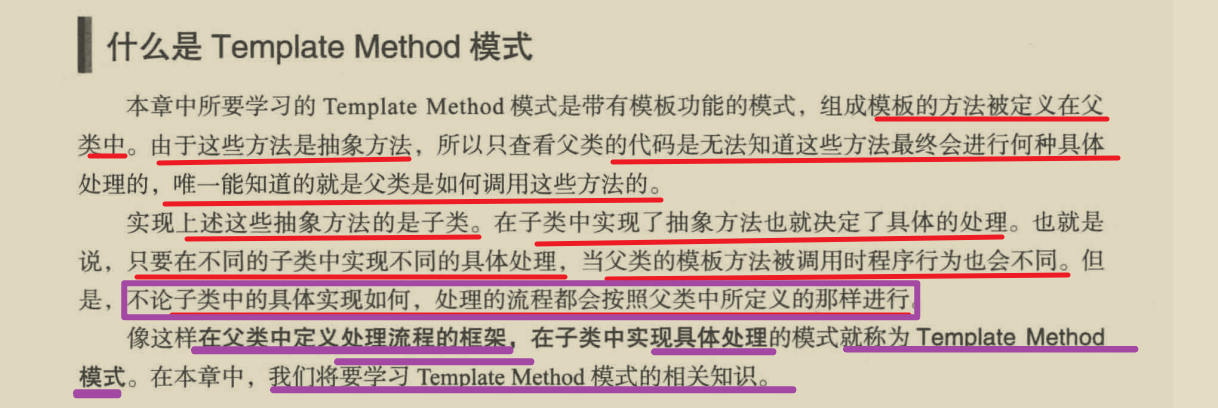 什么是 Template Method 模式
本章中所要学习的 Template Method 模式是带有模板功能的模式，组成模板的方法被定义在父
类中。由于这些方法是抽象方法，所以只查看父类的代码是无法知道这些方法最终会进行何种具体
处理的，唯一能知道的就是父类是如何调用这些方法的。
实现上述这些抽象方法的是子类。在子类中实现了抽象方法也就决定了具体的处理。也就是
说，只要在不同的子类中实现不同的具体处理，当父类的模板方法被调用时程序行为也会不同。但
是，不论子类中的具体实现如何，处理的流程都会按照父类中所定义的那样进行。
像这样在父类中定义处理流程的框架，在子类中实现具体处理的模式就称为 Template Method
模式。在本章中，我们将要学习 Template Method 模式的相关知识。